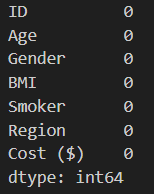 ID 0
Age 0
Gender 0
BMI 0
Smoker 0
Region 0
Cost ($) 0
dtype: int64